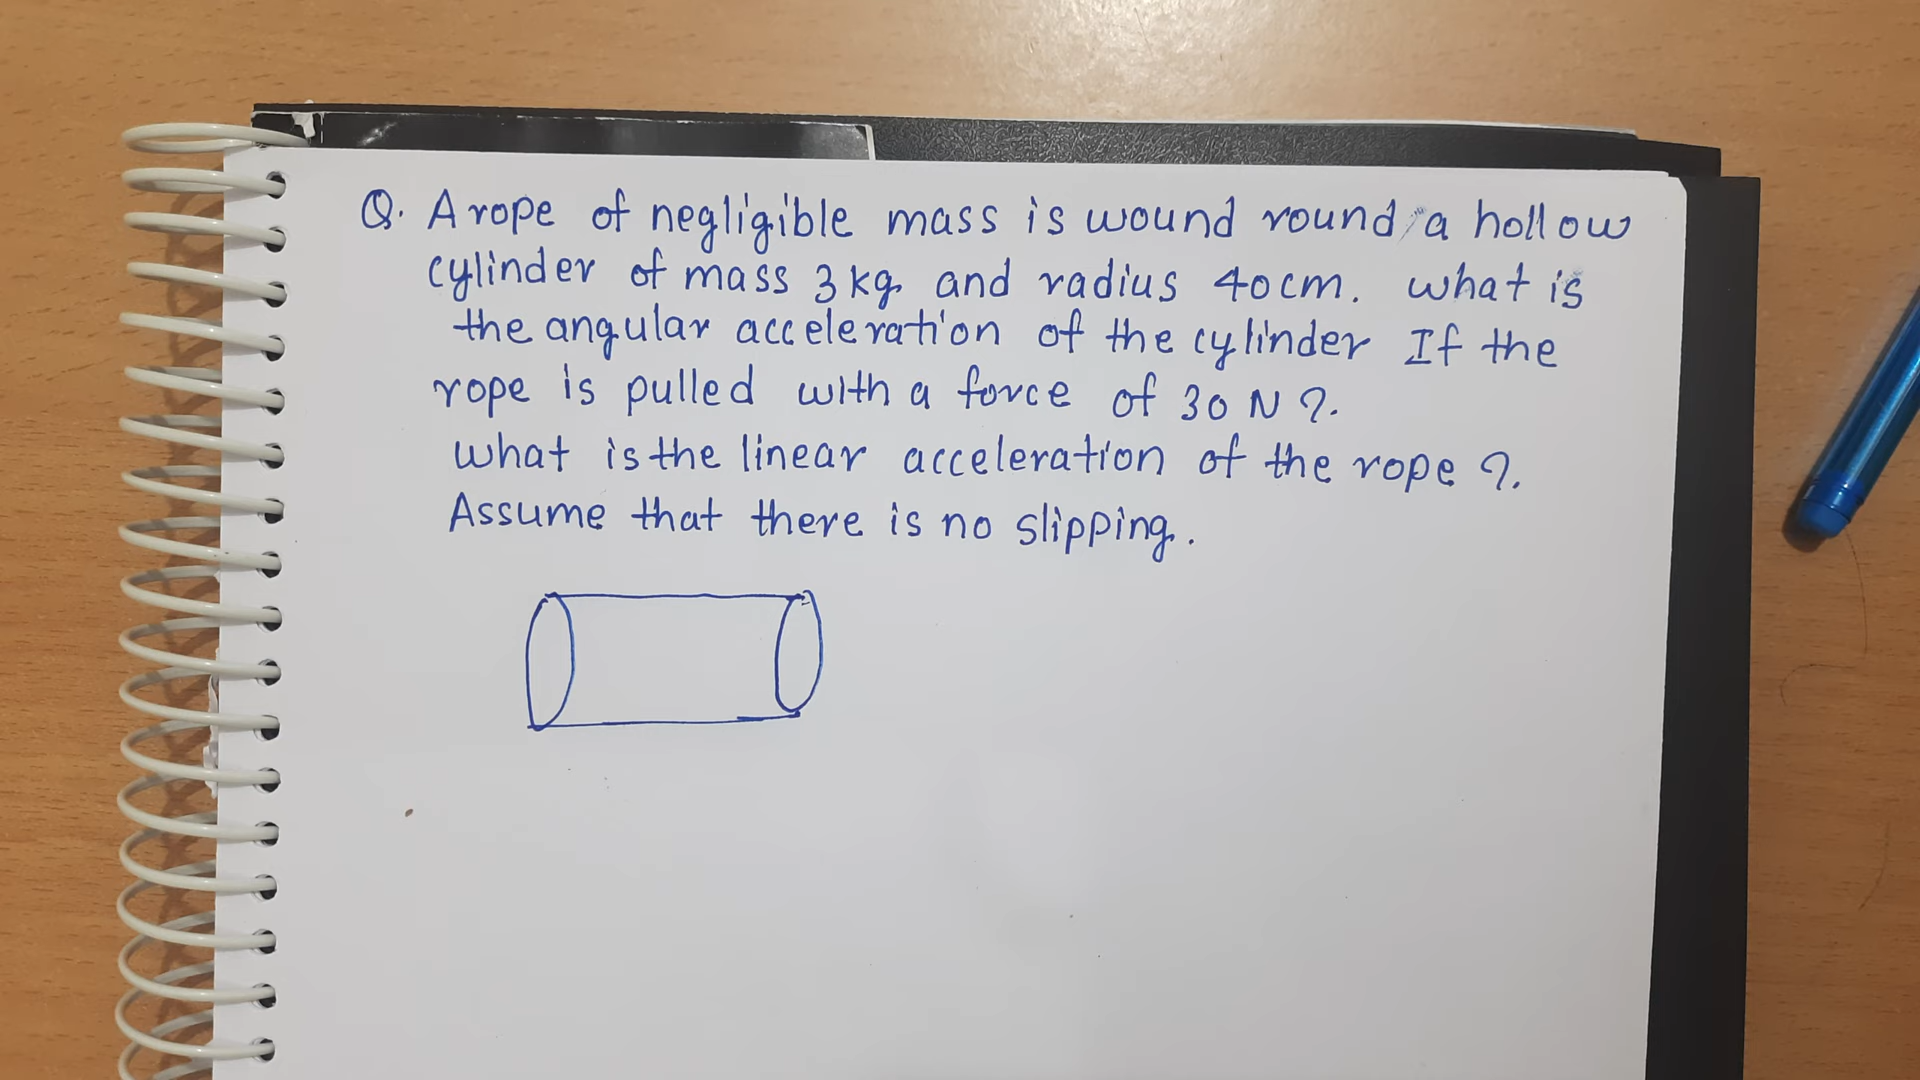 Q. A rope of negligible mass is wound round a hollow
cylinder of mass 3 kg and radius 40cm. what is
the angular acceleration of the cylinder If the
rope is pulled with a force of 30 N ?.
what is the linear acceleration of the rope ?.
Assume that there is no slipping.